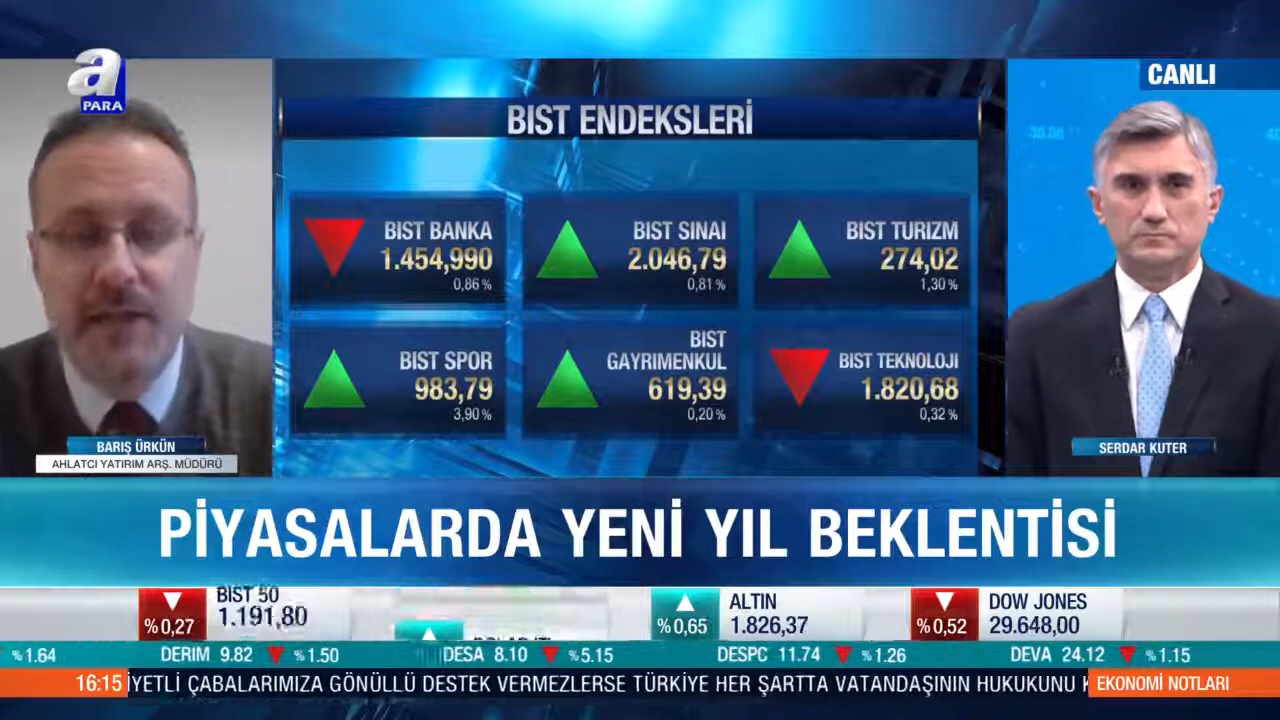 a
PARA
CANLI
BIST ENDEKSLERİ
BIST BANKA
1.454,990
0,86 %
BIST SINAI
2.046,79
0,81 %
BIST TURIZM
274,02
1,30 %
BIST SPOR
983,79
3,90 %
BIST
GAYRIMENKUL
619,39
0,20 %
BIST TEKNOLOJI
1.820,68
0,32 %
BARIŞ ÜRKÜN
AHLATCI YATIRIM ARŞ. MÜDÜRÜ
SERDAR KUTER
PİYASALARDA YENİ YIL BEKLENTİSİ
% 0,27
BIST 50
1.191,80
% 0,65
ALTIN
1.826,37
% 0,52
DOW JONES
29.648,00
%1.64 DERIM 9.82 %1.50 DESA 8.10 %5.15 DESPC 11.74 %1.26 DEVA 24.12 %1.15
16:15 İYETLİ ÇABALARIMIZA GÖNÜLLÜ DESTEK VERMEZLERSE TÜRKİYE HER ŞARTTA VATANDAŞININ HUKUKUNU EKONOMİ NOTLARI